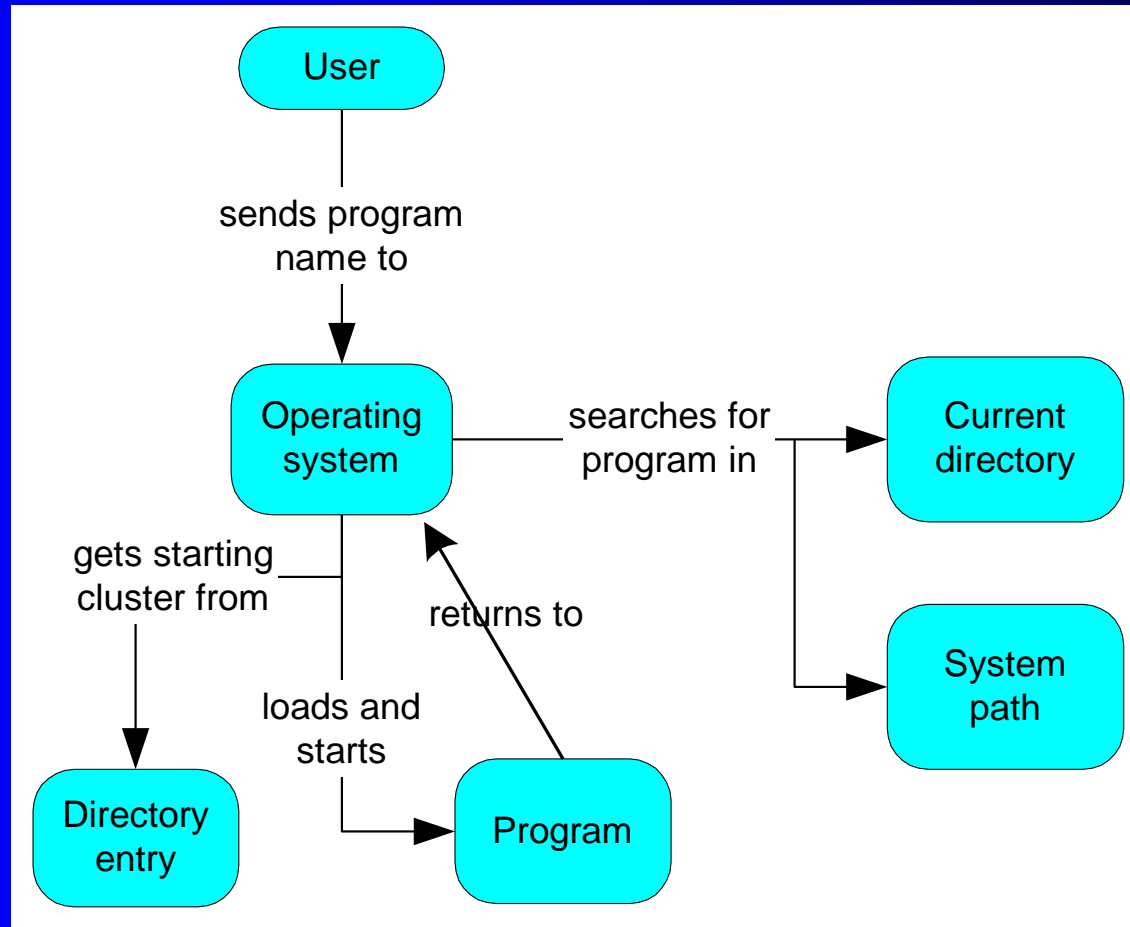 User
sends program
name to
Operating
system
searches for
program in
Current
directory
gets starting
cluster from
returns to
System
path
loads and
starts
Directory
entry
Program